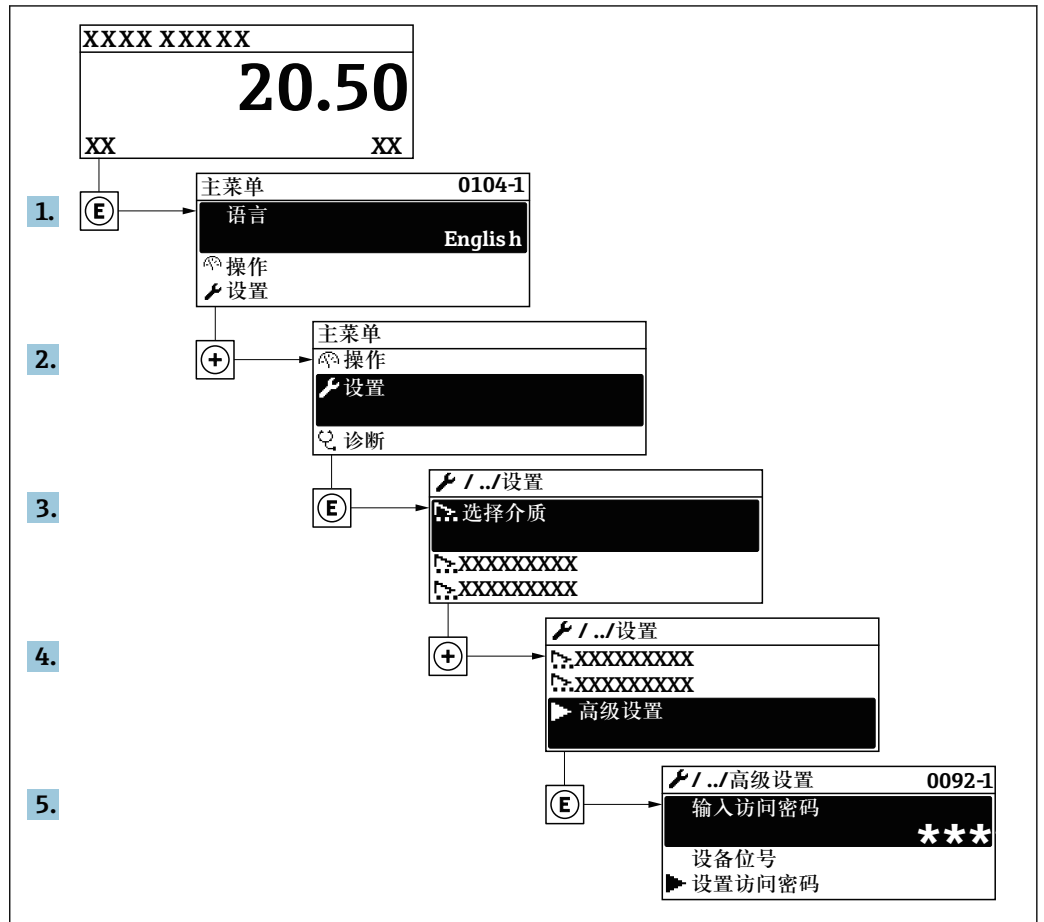 XXXX XXXXX
20.50
XX XX
1. E
主菜单 0104-1
语言
English
操作
设置
2. +
主菜单
操作
设置
诊断
3. E
/ ../设置
选择介质
XXXXXXXXX
XXXXXXXXX
4. +
/ ../设置
XXXXXXXXX
XXXXXXXXX
高级设置
5. E
/ ../高级设置 0092-1
输入访问密码
***
设备位号
设置访问密码